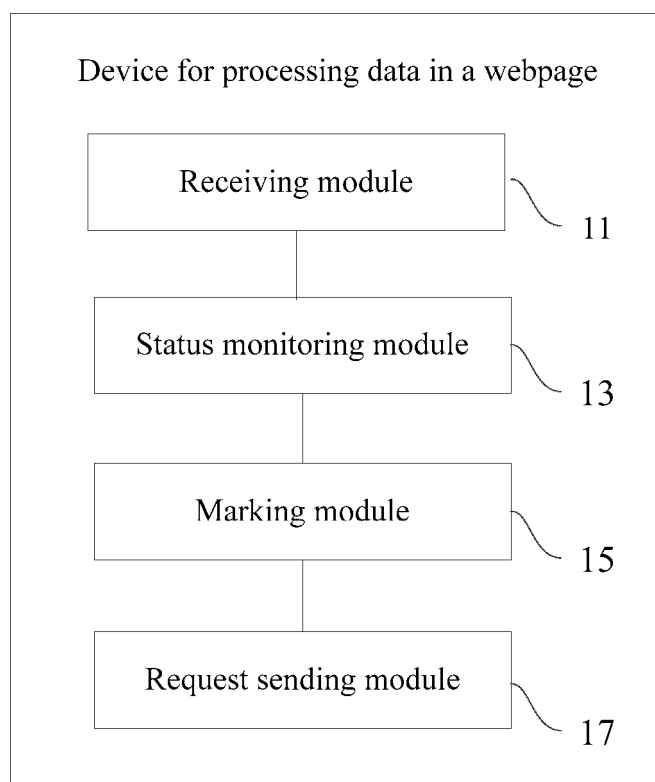 Device for processing data in a webpage
Receiving module
11
Status monitoring module
13
Marking module
15
Request sending module
17